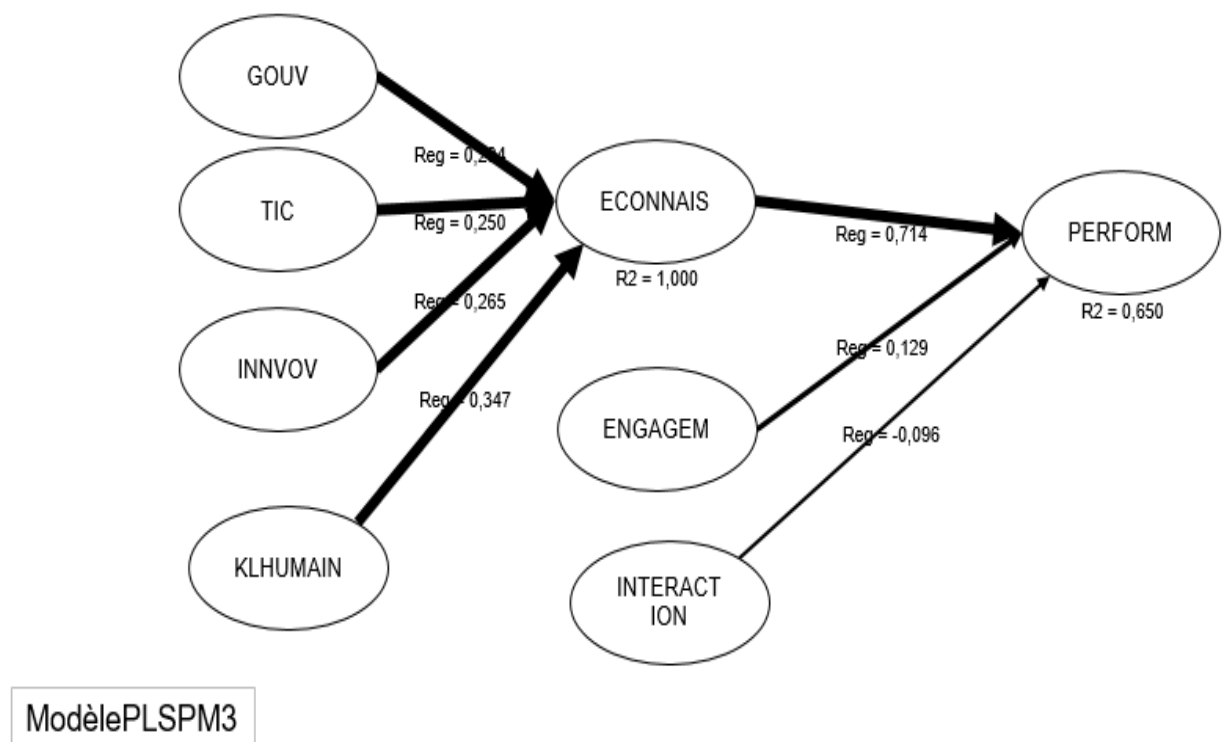 GOUV
Reg = 0,294
TIC
Reg = 0,250
INNVOV
Reg = 0,265
KLHUMAIN
Reg = 0,347
ECONNAIS
R2 = 1,000
Reg = 0,714
PERFORM
R2 = 0,650
ENGAGEM
Reg = 0,129
INTERACT
ION
Reg = -0,096
ModèlePLSPM3